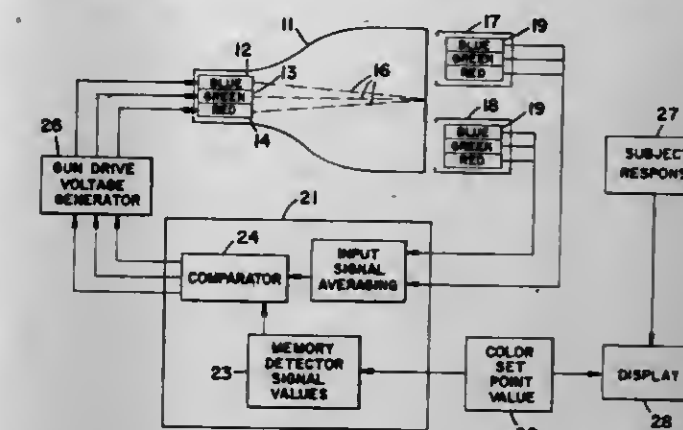 11
12
BLUE
GREEN
RED
13
14
16
17
19
BLUE
GREEN
RED
18
19
BLUE
GREEN
RED
26
GUN DRIVE
VOLTAGE
GENERATOR
27
SUBJECT
RESPONS
21
24
COMPARATOR
INPUT
SIGNAL
AVERAGING
23
MEMORY
DETECTOR
SIGNAL
VALUES
COLOR
SET
POINT
VALUE
DISPLAY
28